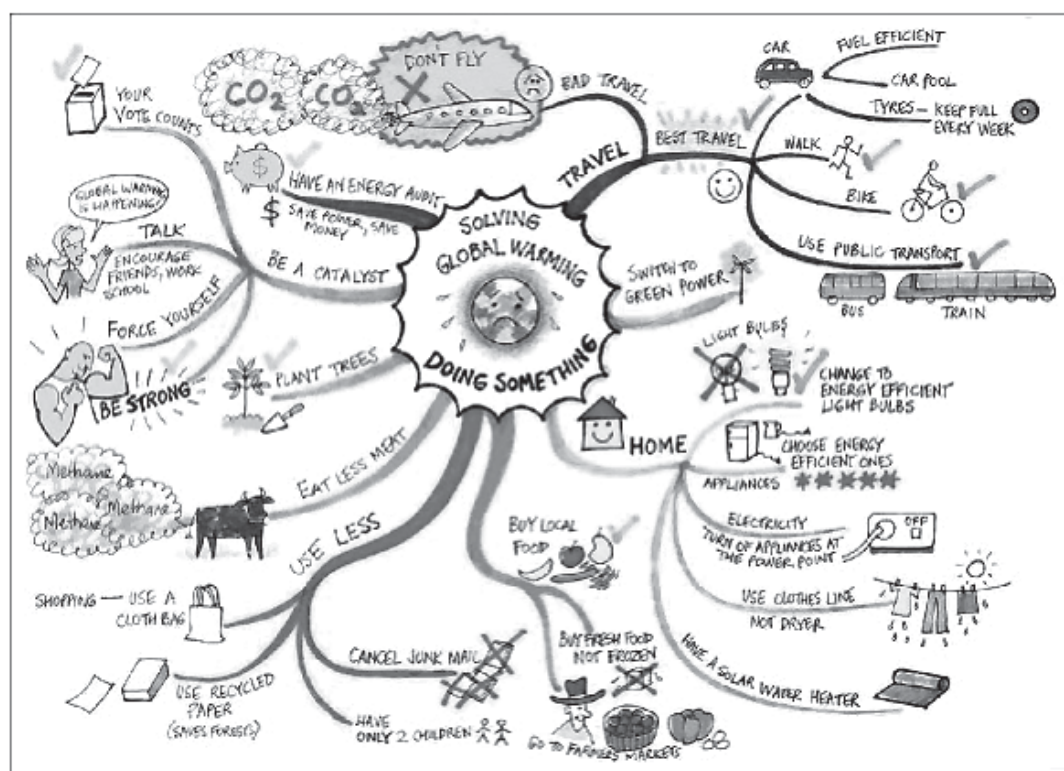 SOLVING
GLOBAL WARMING
DOING SOMETHING
TRAVEL
BAD TRAVEL
DON'T FLY
CO2
CO2
BEST TRAVEL
CAR
FUEL EFFICIENT
CAR POOL
TYRES - KEEP FULL
EVERY WEEK
WALK
BIKE
USE PUBLIC TRANSPORT
BUS
TRAIN
SWITCH TO
GREEN POWER
HOME
LIGHT BULBS
CHANGE TO
ENERGY EFFICIENT
LIGHT BULBS
CHOOSE ENERGY
EFFICIENT ONES
APPLIANCES
ELECTRICITY
TURN OF APPLIANCES AT
THE POWER POINT
OFF
USE CLOTHES LINE
NOT DRYER
HAVE A SOLAR WATER HEATER
BUY LOCAL
FOOD
BUY FRESH FOOD
NOT FROZEN
GO TO FARMERS MARKETS
USE LESS
CANCEL JUNK MAIL
HAVE
ONLY 2 CHILDREN
USE RECYCLED
PAPER
(SAVES FORESTS)
SHOPPING - USE A
CLOTH BAG
EAT LESS MEAT
Methane
Methane
Methane
PLANT TREES
BE A CATALYST
YOUR
VOTE COUNTS
GLOBAL WARMING
IS HAPPENING!
TALK
ENCOURAGE
FRIENDS, WORK
SCHOOL
FORCE YOURSELF
BE STRONG
HAVE AN ENERGY AUDIT
$
$ SAVE POWER, SAVE
MONEY